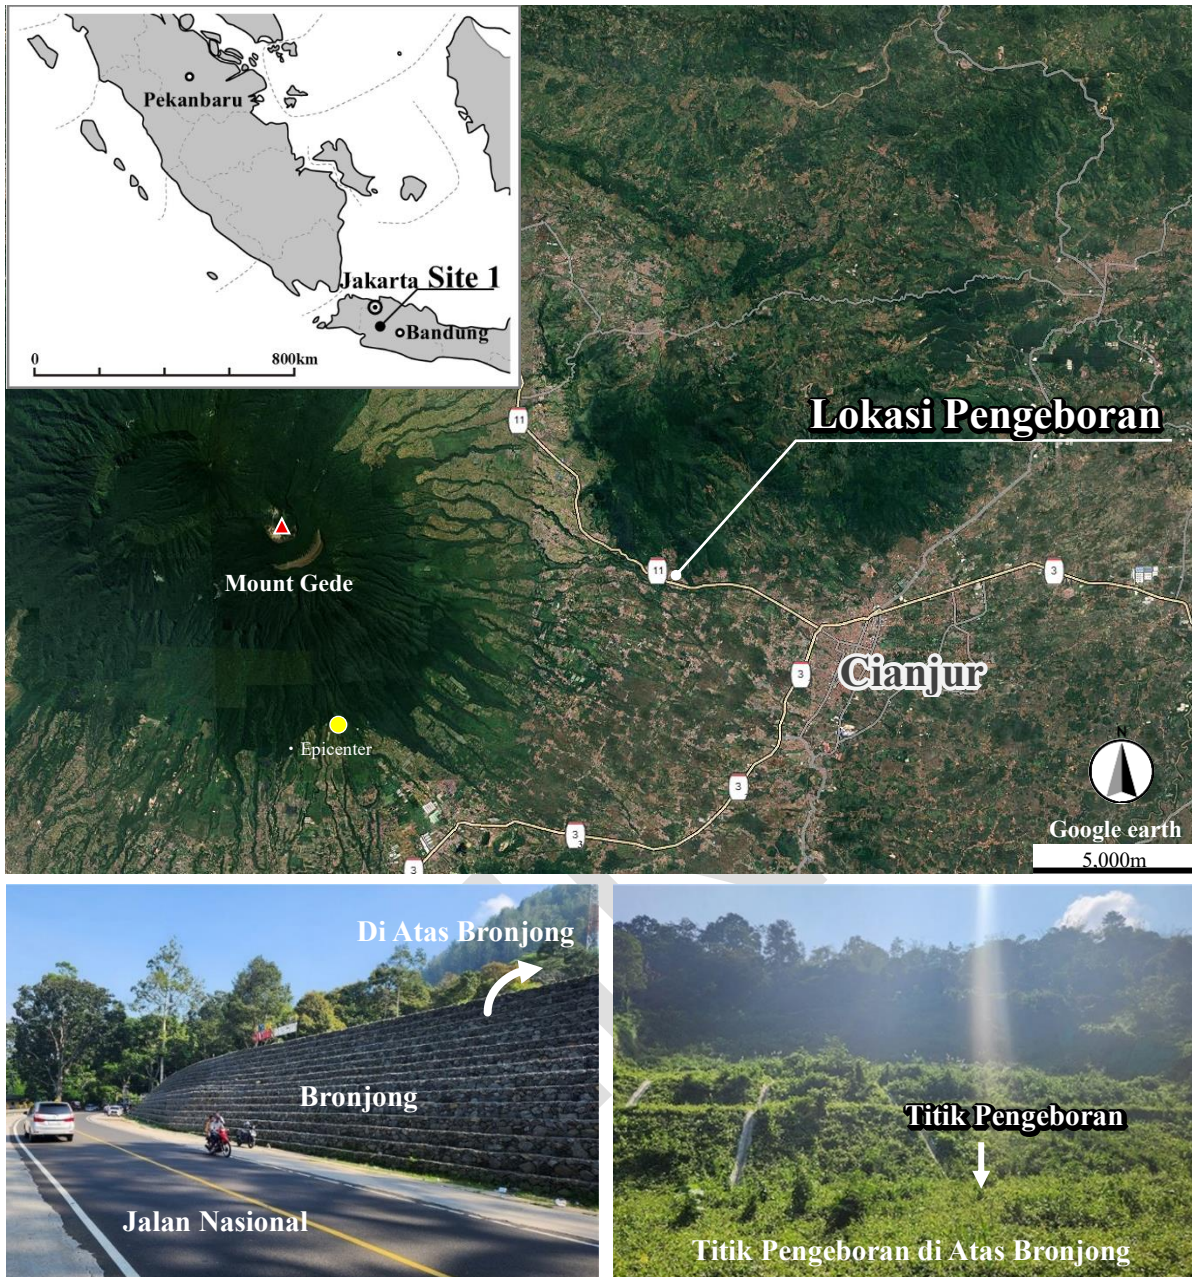 Pekanbaru
Jakarta Site 1
Bandung
0 800km
11
Lokasi Pengeboran
Mount Gede
11
3
Cianjur
3
Epicenter
3
3
3
3
N
Google earth
5,000m
Di Atas Bronjong
Bronjong
Jalan Nasional
Titik Pengeboran
Titik Pengeboran di Atas Bronjong